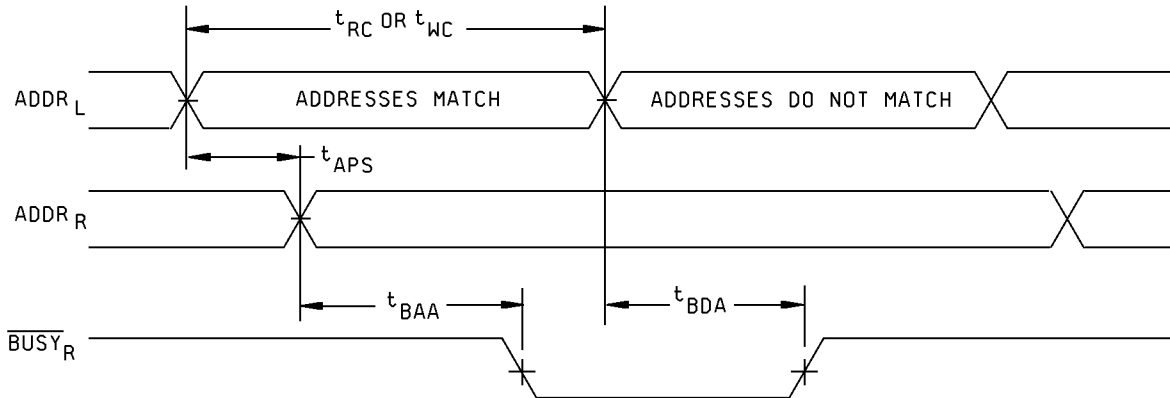 tRC OR tWC
ADDRL
ADDRESSES MATCH
ADDRESSES DO NOT MATCH
tAPS
ADDRR
tBAA
tBDA
BUSYR